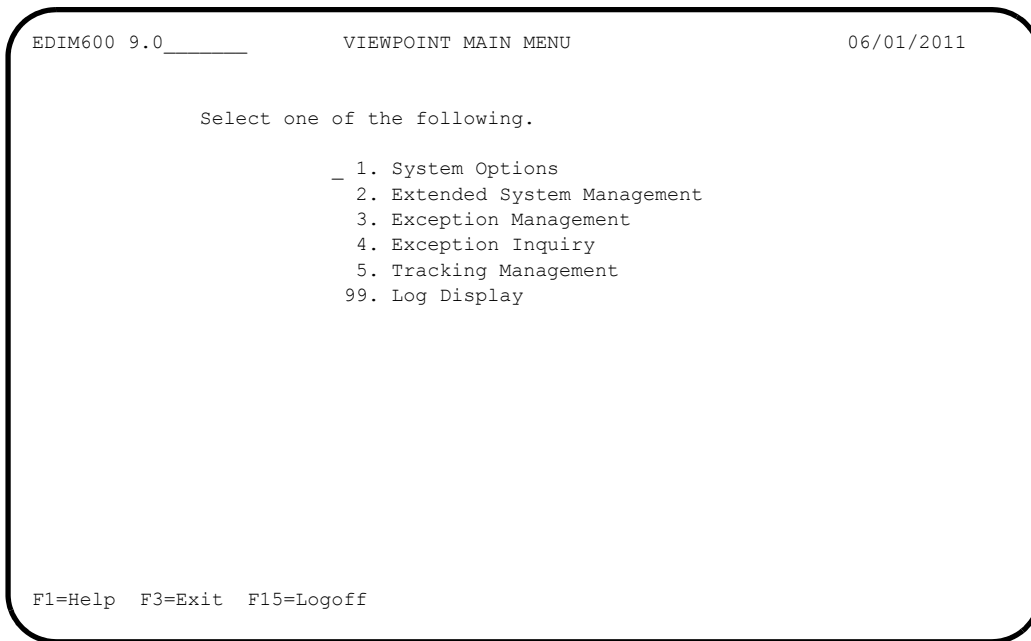 EDIM600 9.0_______ VIEWPOINT MAIN MENU 06/01/2011
Select one of the following.
_ 1. System Options
2. Extended System Management
3. Exception Management
4. Exception Inquiry
5. Tracking Management
99. Log Display
F1=Help F3=Exit F15=Logoff